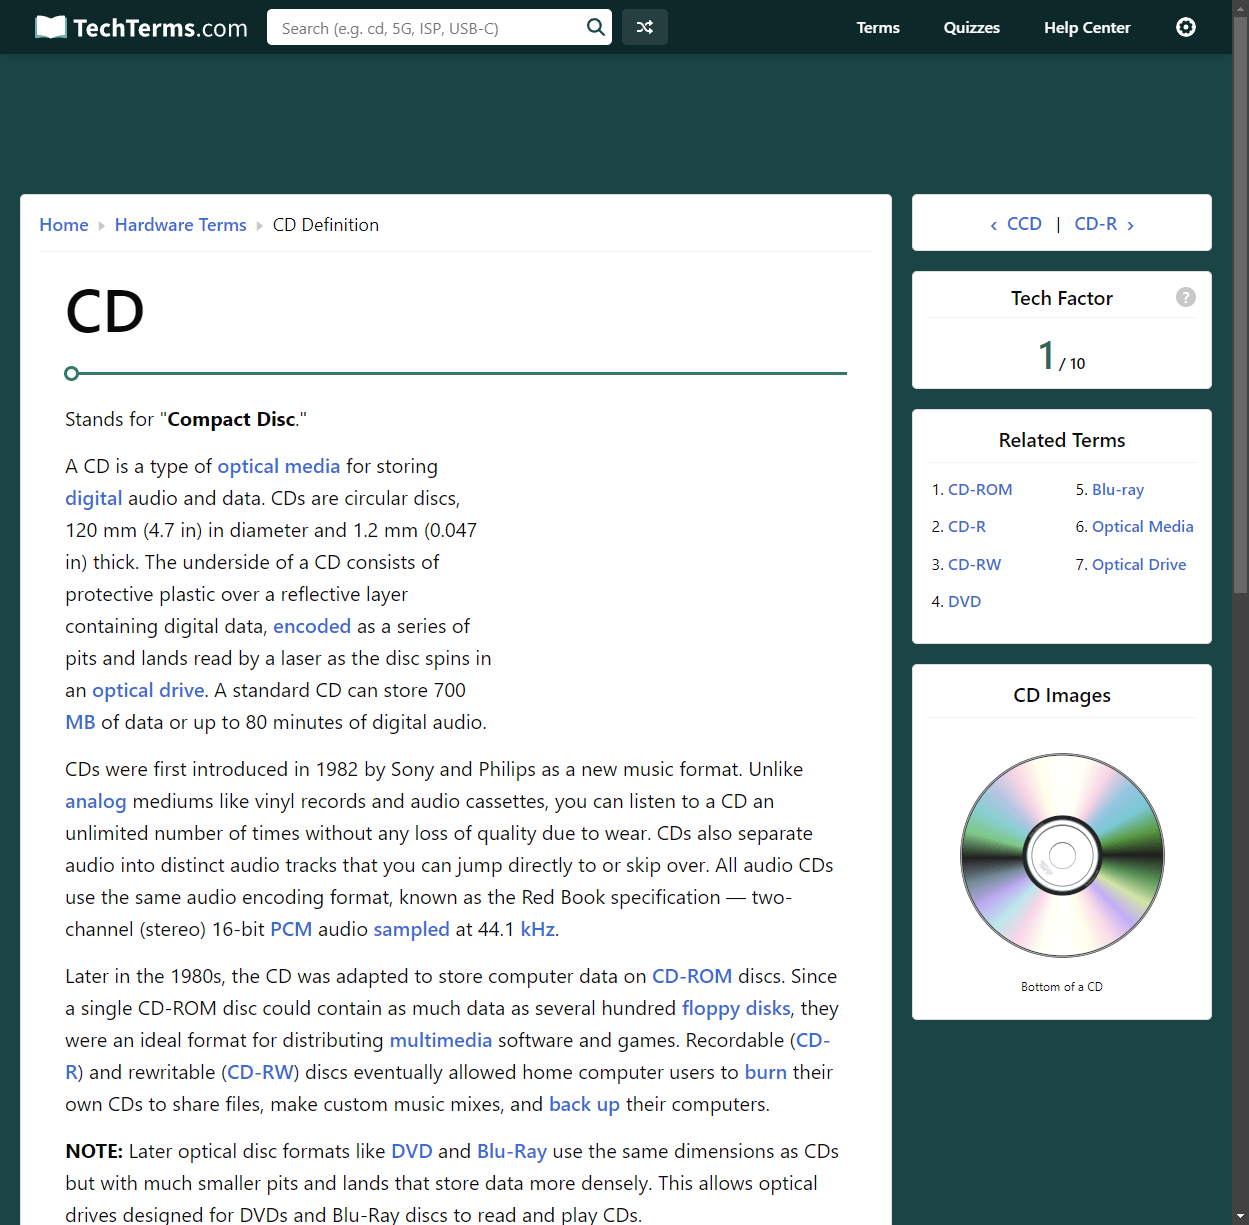 TechTerms.com
Search (e.g. cd, 5G, ISP, USB-C)
Terms
Quizzes
Help Center
Home
Hardware Terms
CD Definition
CD
Stands for "Compact Disc."
A CD is a type of optical media for storing
digital audio and data. CDs are circular discs,
120 mm (4.7 in) in diameter and 1.2 mm (0.047
in) thick. The underside of a CD consists of
protective plastic over a reflective layer
containing digital data, encoded as a series of
pits and lands read by a laser as the disc spins in
an optical drive. A standard CD can store 700
MB of data or up to 80 minutes of digital audio.
CDs were first introduced in 1982 by Sony and Philips as a new music format. Unlike
analog mediums like vinyl records and audio cassettes, you can listen to a CD an
unlimited number of times without any loss of quality due to wear. CDs also separate
audio into distinct audio tracks that you can jump directly to or skip over. All audio CDs
use the same audio encoding format, known as the Red Book specification — two-
channel (stereo) 16-bit PCM audio sampled at 44.1 kHz.
Later in the 1980s, the CD was adapted to store computer data on CD-ROM discs. Since
a single CD-ROM disc could contain as much data as several hundred floppy disks, they
were an ideal format for distributing multimedia software and games. Recordable (CD-
R) and rewritable (CD-RW) discs eventually allowed home computer users to burn their
own CDs to share files, make custom music mixes, and back up their computers.
NOTE: Later optical disc formats like DVD and Blu-Ray use the same dimensions as CDs
but with much smaller pits and lands that store data more densely. This allows optical
drives designed for DVDs and Blu-Ray discs to read and play CDs.
‹ CCD | CD-R ›
Tech Factor
?
1 / 10
Related Terms
1. CD-ROM
2. CD-R
3. CD-RW
4. DVD
5. Blu-ray
6. Optical Media
7. Optical Drive
CD Images
Bottom of a CD